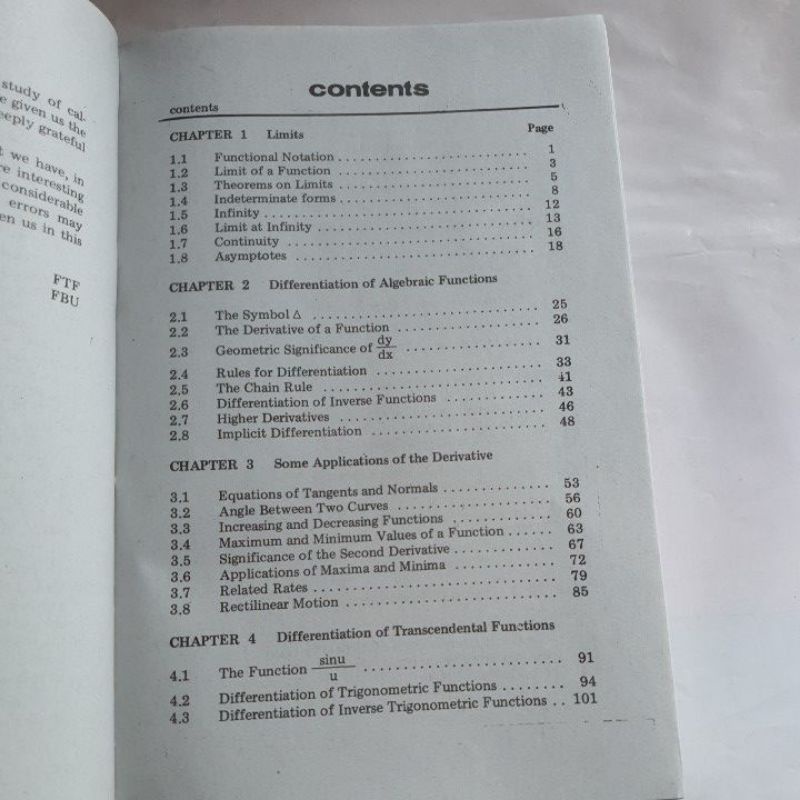 study of cal-
e given us the
eeply grateful
t we have, in
re interesting
considerable
errors may
en us in this
FTF
FBU
contents
contents
CHAPTER 1 Limits Page
1.1 Functional Notation . . . . . . . . . . . . . . . . . . . . . . . . . . 1
1.2 Limit of a Function . . . . . . . . . . . . . . . . . . . . . . . . . . 3
1.3 Theorems on Limits . . . . . . . . . . . . . . . . . . . . . . . . . . 5
1.4 Indeterminate forms . . . . . . . . . . . . . . . . . . . . . . . . . . 8
1.5 Infinity . . . . . . . . . . . . . . . . . . . . . . . . . . 12
1.6 Limit at Infinity . . . . . . . . . . . . . . . . . . . . . . . . . . 13
1.7 Continuity . . . . . . . . . . . . . . . . . . . . . . . . . . 16
1.8 Asymptotes . . . . . . . . . . . . . . . . . . . . . . . . . . 18
CHAPTER 2 Differentiation of Algebraic Functions
2.1 The Symbol Δ . . . . . . . . . . . . . . . . . . . . . . . . . . 25
2.2 The Derivative of a Function . . . . . . . . . . . . . . . . . . 26
2.3 Geometric Significance of dy/dx . . . . . . . . . . . . . . . . . . 31
2.4 Rules for Differentiation . . . . . . . . . . . . . . . . . . . . 33
2.5 The Chain Rule . . . . . . . . . . . . . . . . . . . . . . . . . . 41
2.6 Differentiation of Inverse Functions . . . . . . . . . . . . 43
2.7 Higher Derivatives . . . . . . . . . . . . . . . . . . . . . . . . 46
2.8 Implicit Differentiation . . . . . . . . . . . . . . . . . . . . 48
CHAPTER 3 Some Applications of the Derivative
3.1 Equations of Tangents and Normals . . . . . . . . . . . . . 53
3.2 Angle Between Two Curves . . . . . . . . . . . . . . . . . . 56
3.3 Increasing and Decreasing Functions . . . . . . . . . . . . 60
3.4 Maximum and Minimum Values of a Function . . . . . . 63
3.5 Significance of the Second Derivative . . . . . . . . . . . . 67
3.6 Applications of Maxima and Minima . . . . . . . . . . . . 72
3.7 Related Rates . . . . . . . . . . . . . . . . . . . . . . . . . . 79
3.8 Rectilinear Motion . . . . . . . . . . . . . . . . . . . . . . . . 85
CHAPTER 4 Differentiation of Transcendental Functions
4.1 The Function sinu/u . . . . . . . . . . . . . . . . . . . . . . . . 91
4.2 Differentiation of Trigonometric Functions . . . . . . . . 94
4.3 Differentiation of Inverse Trigonometric Functions . . 101